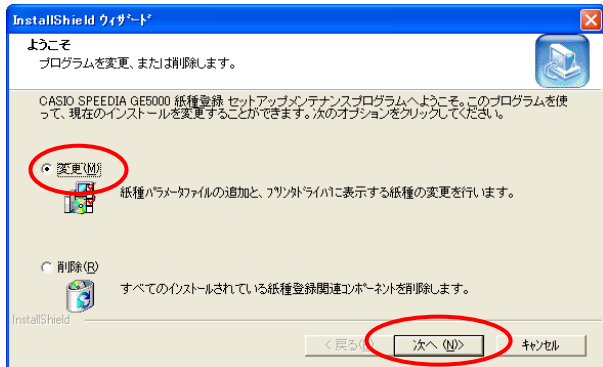 InstallShield ウィザード
ようこそ
プログラムを変更、または削除します。
CASIO SPEEDIA GE5000 紙種登録 セットアップメンテナンスプログラムへようこそ。このプログラムを使
って、現在のインストールを変更することができます。次のオプションをクリックしてください。
変更(M)
紙種パラメータファイルの追加と、プリンタドライバに表示する紙種の変更を行います。
削除(R)
すべてのインストールされている紙種登録関連コンポーネントを削除します。
InstallShield
< 戻る(
次へ (N)>
キャンセル